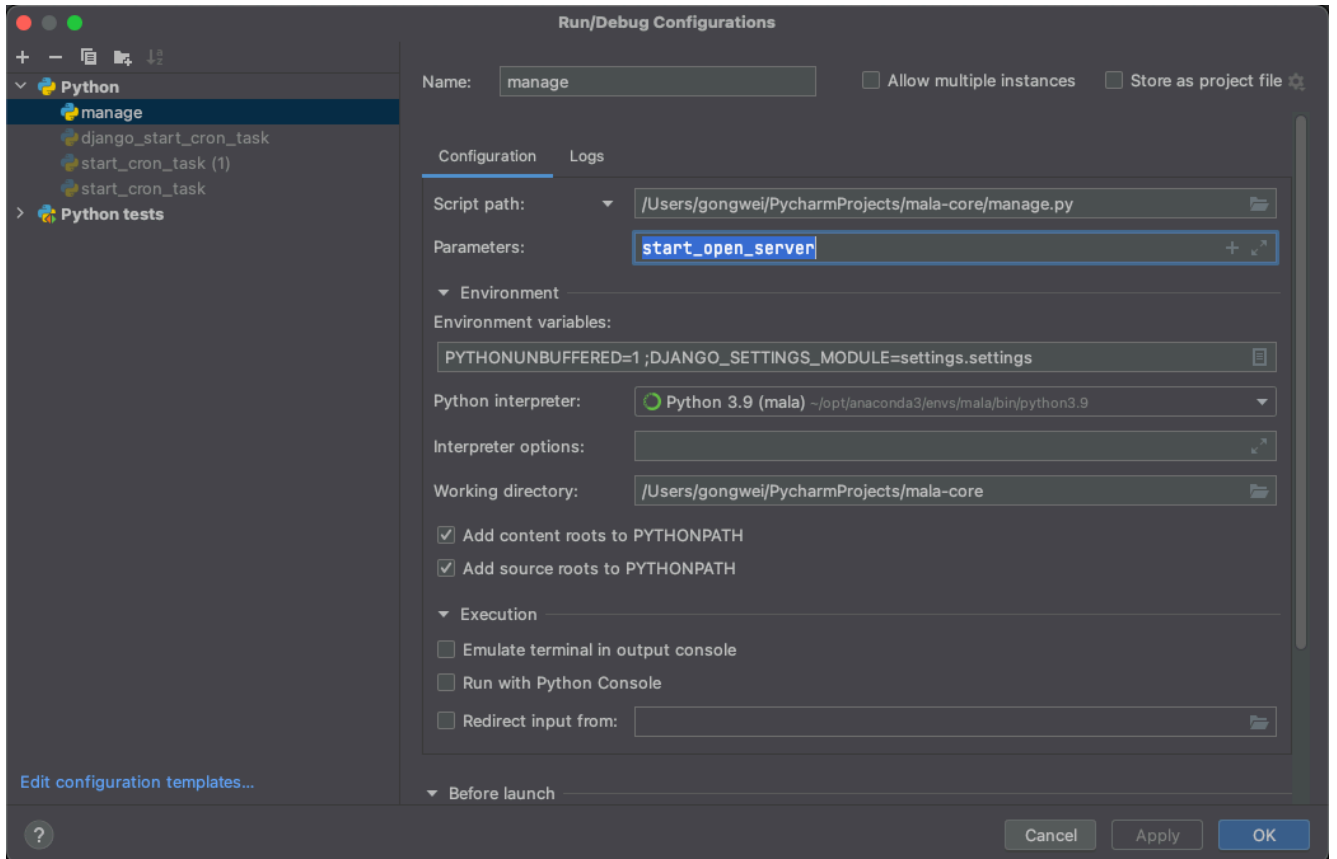 Run/Debug Configurations
Python
manage
django_start_cron_task
start_cron_task (1)
start_cron_task
Python tests
Edit configuration templates...
Name: manage
Allow multiple instances
Store as project file
Configuration Logs
Script path: /Users/gongwei/PycharmProjects/mala-core/manage.py
Parameters: start_open_server
Environment
Environment variables:
PYTHONUNBUFFERED=1 ;DJANGO_SETTINGS_MODULE=settings.settings
Python interpreter: Python 3.9 (mala) ~/opt/anaconda3/envs/mala/bin/python3.9
Interpreter options:
Working directory: /Users/gongwei/PycharmProjects/mala-core
Add content roots to PYTHONPATH
Add source roots to PYTHONPATH
Execution
Emulate terminal in output console
Run with Python Console
Redirect input from:
Before launch
? Cancel Apply OK